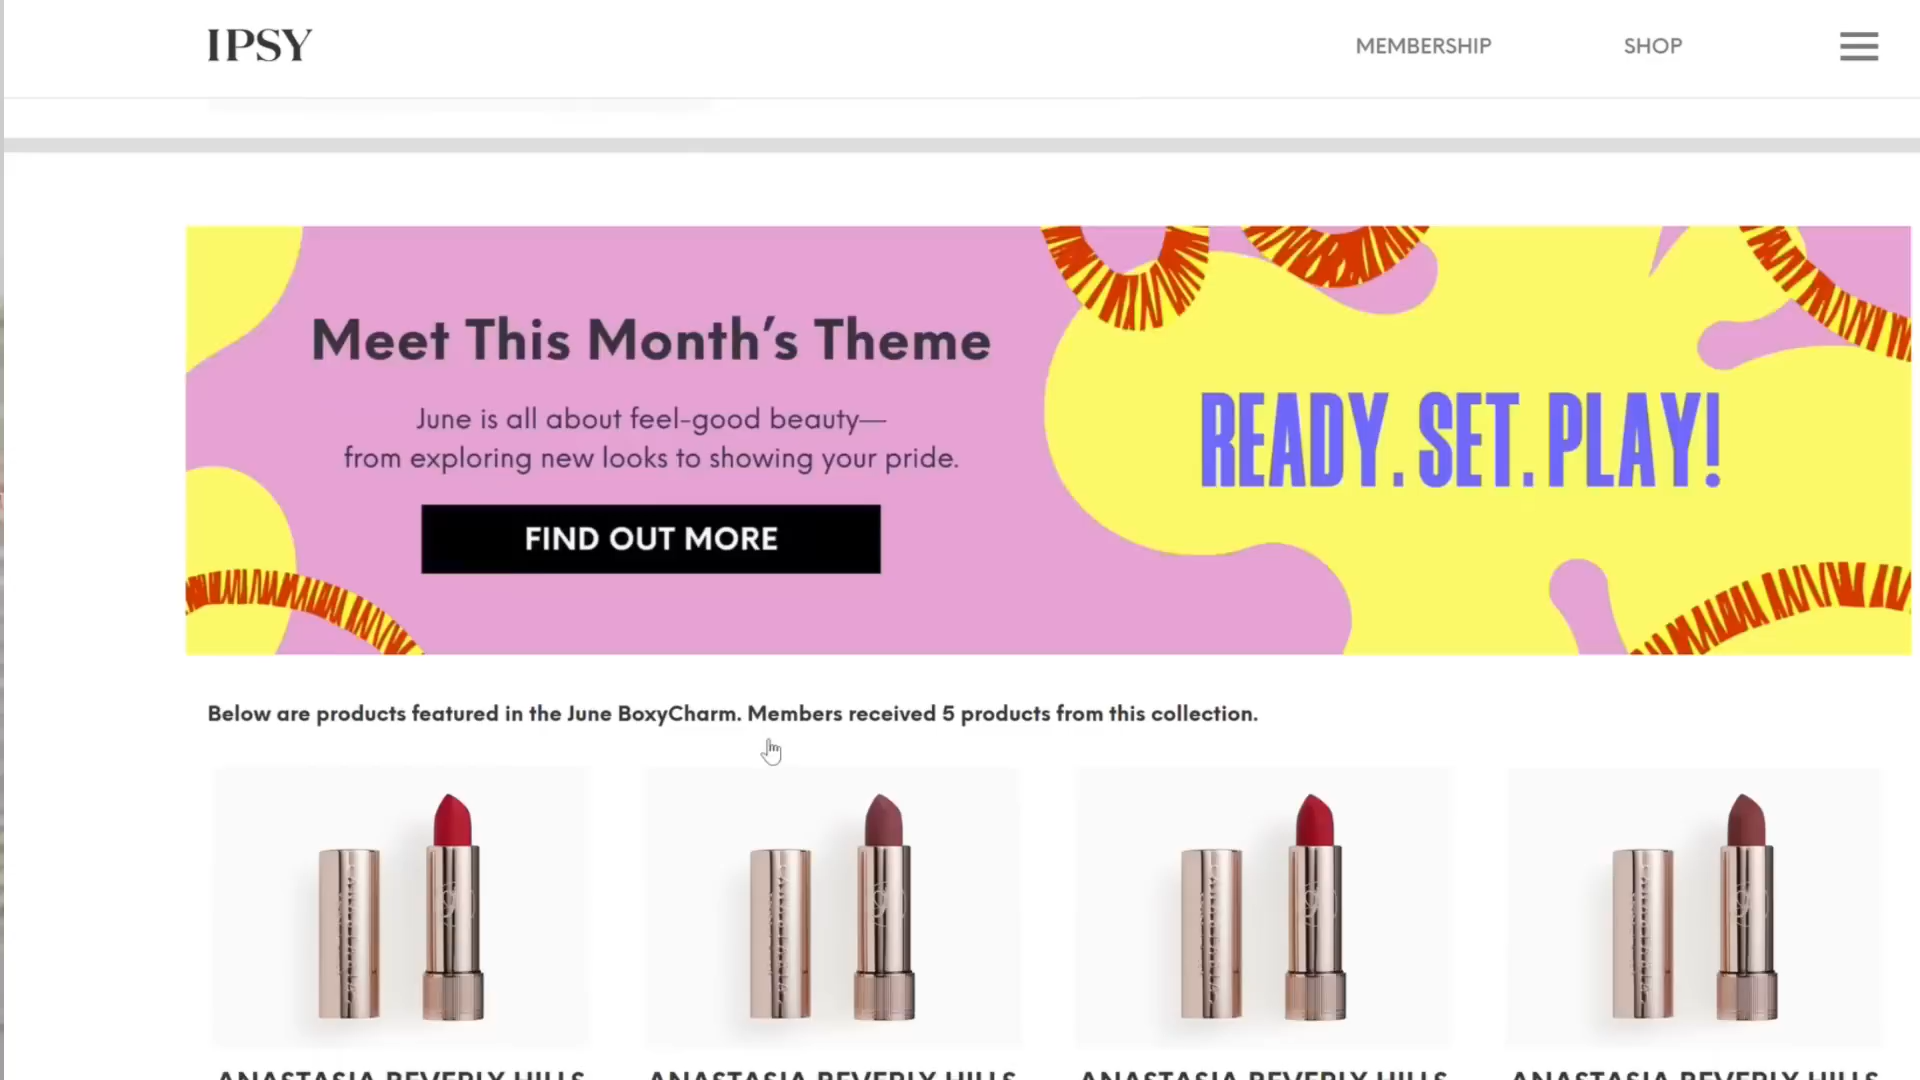 IPSY
MEMBERSHIP
SHOP
Meet This Month's Theme
June is all about feel-good beauty—
from exploring new looks to showing your pride.
FIND OUT MORE
READY. SET. PLAY!
Below are products featured in the June BoxyCharm. Members received 5 products from this collection.
ANASTASIA BEVERLY HILLS
ANASTASIA BEVERLY HILLS
ANASTASIA BEVERLY HILLS
ANASTASIA BEVERLY HILLS